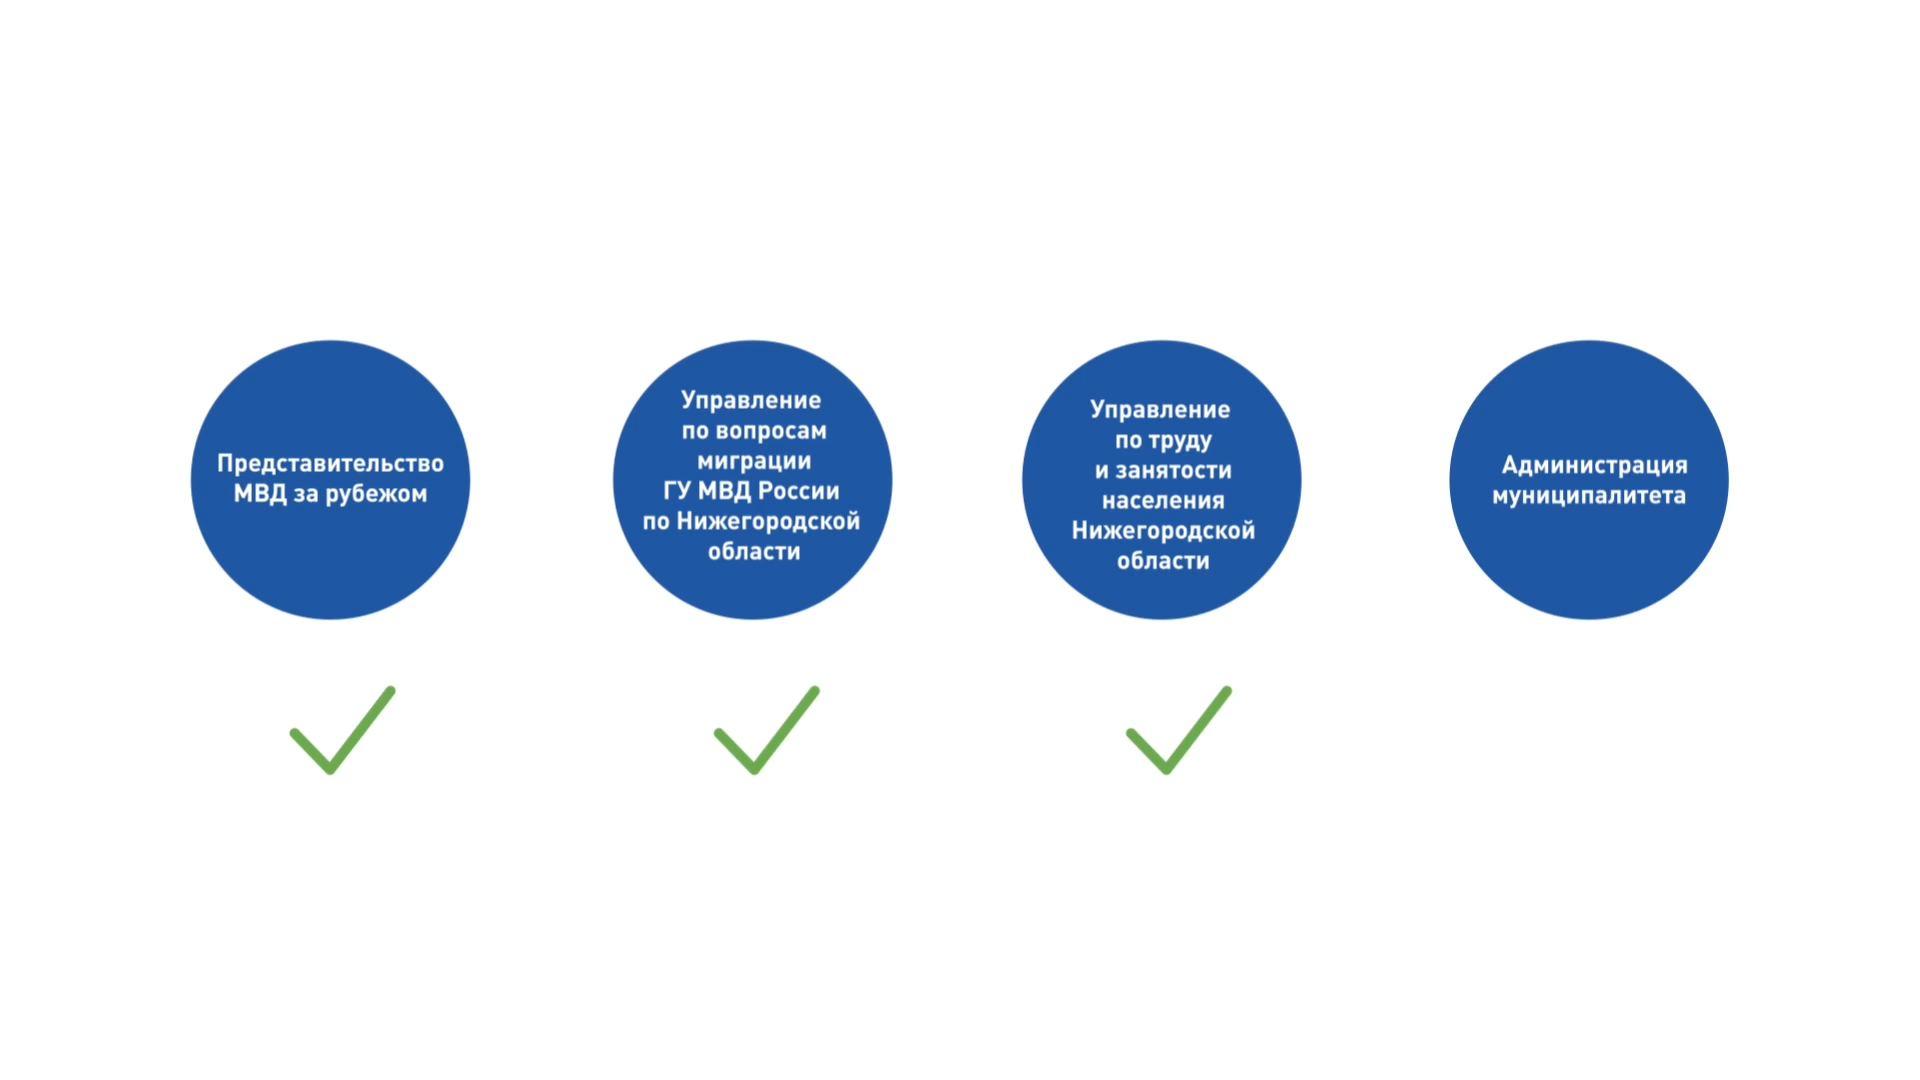 Представительство
МВД за рубежом
Управление
по вопросам
миграции
ГУ МВД России
по Нижегородской
области
Управление
по труду
и занятости
населения
Нижегородской
области
Администрация
муниципалитета